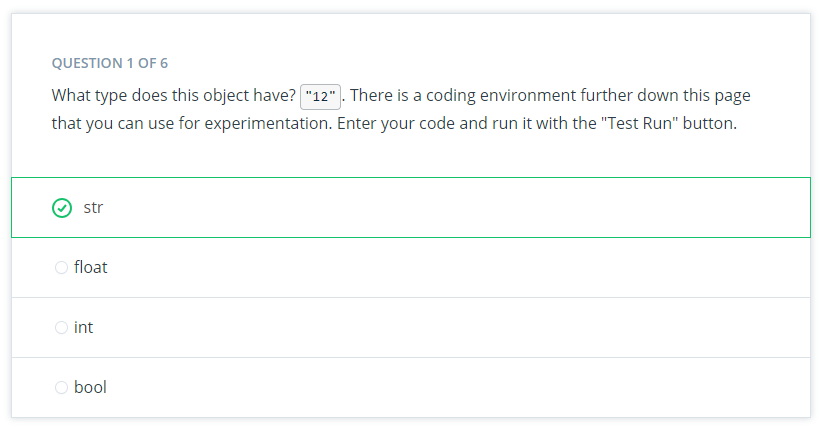 QUESTION 1 OF 6
What type does this object have? "12". There is a coding environment further down this page
that you can use for experimentation. Enter your code and run it with the "Test Run" button.
str
float
int
bool